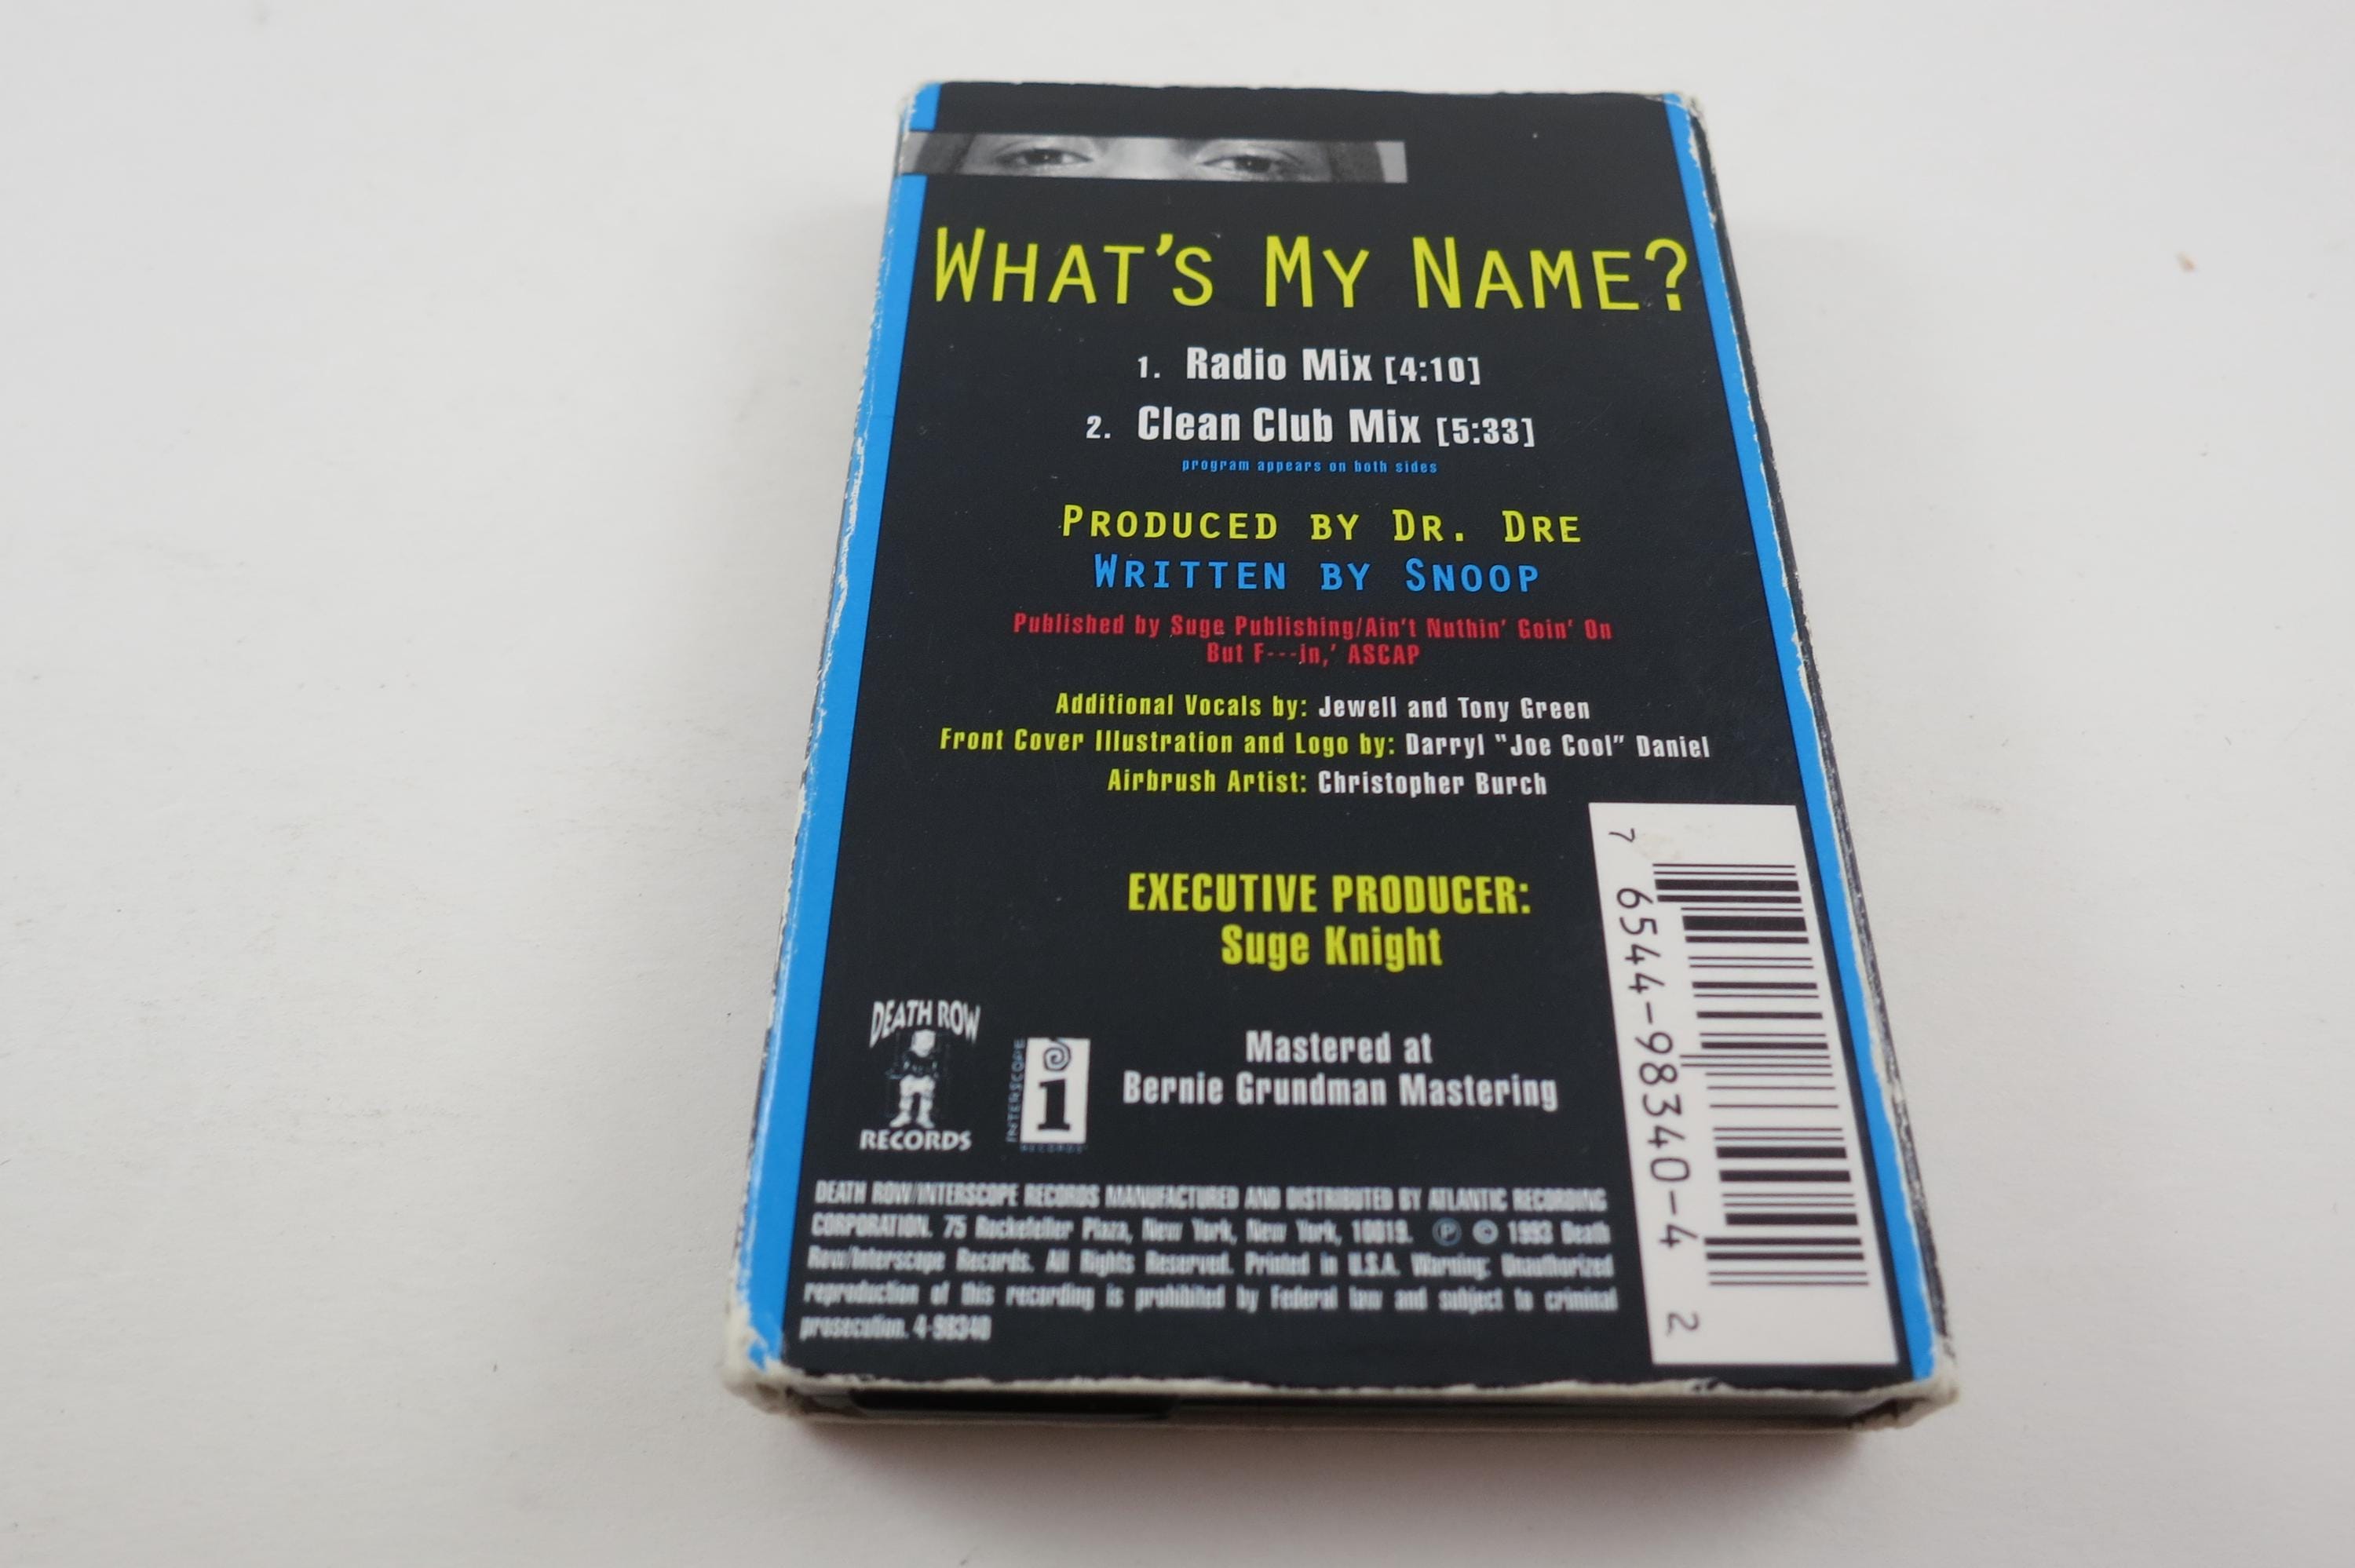 WHAT'S MY NAME?
1. Radio Mix [4:10]
2. Clean Club Mix [5:33]
program appears on both sides
PRODUCED BY DR. DRE
WRITTEN BY SNOOP
Published by Suge Publishing/Ain't Nuthin' Goin' On
But F---in,' ASCAP
Additional Vocals by: Jewell and Tony Green
Front Cover Illustration and Logo by: Darryl "Joe Cool" Daniel
Airbrush Artist: Christopher Burch
EXECUTIVE PRODUCER:
Suge Knight
Mastered at
Bernie Grundman Mastering
DEATH ROW
RECORDS
INTERSCOPE
i
RECORDS
DEATH ROW/INTERSCOPE RECORDS MANUFACTURED AND DISTRIBUTED BY ATLANTIC RECORDING
CORPORATION. 75 Rockefeller Plaza, New York, New York, 10019. ℗ © 1993 Death
Row/Interscope Records. All Rights Reserved. Printed in U.S.A. Warning: Unauthorized
reproduction of this recording is prohibited by Federal law and subject to criminal
prosecution. 4-98340
7 6544-98340-4 2